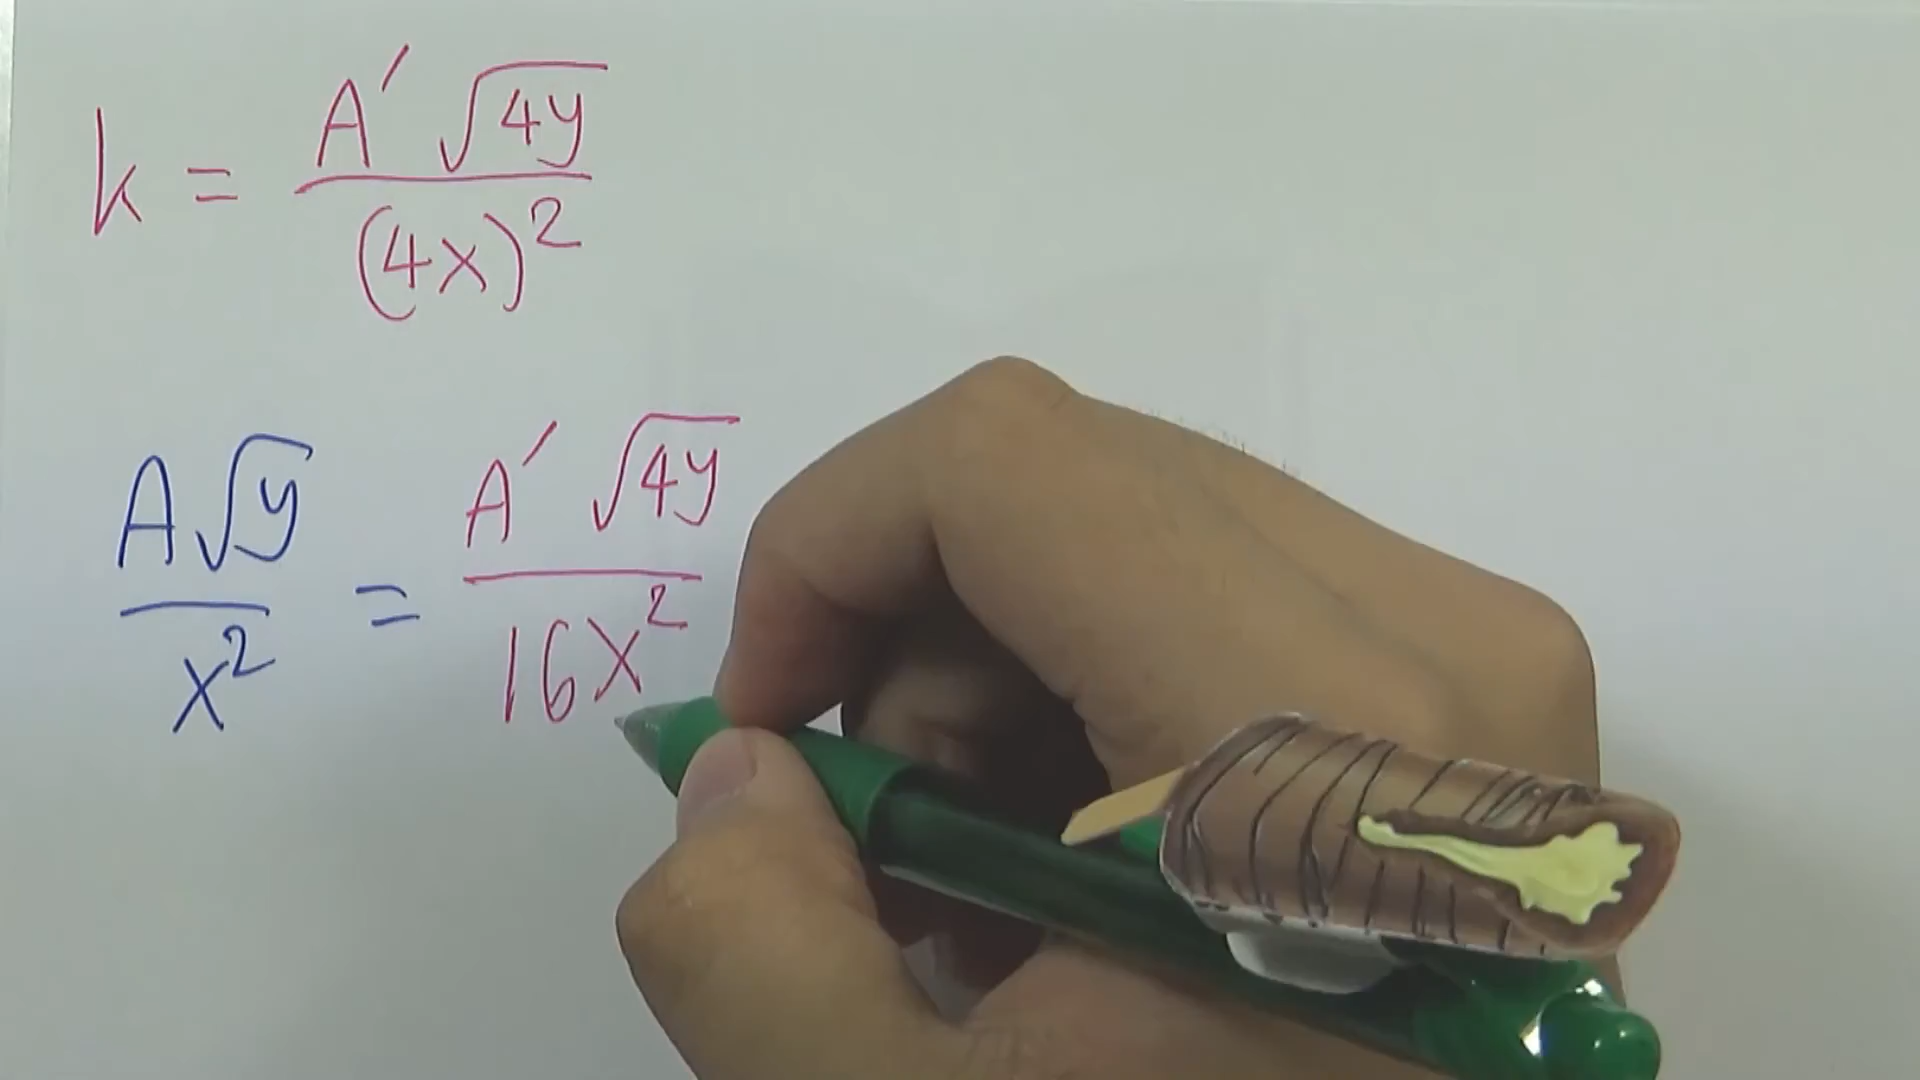 k = A′ √4y / (4x)²
A√y / x² = A′ √4y / 16x²